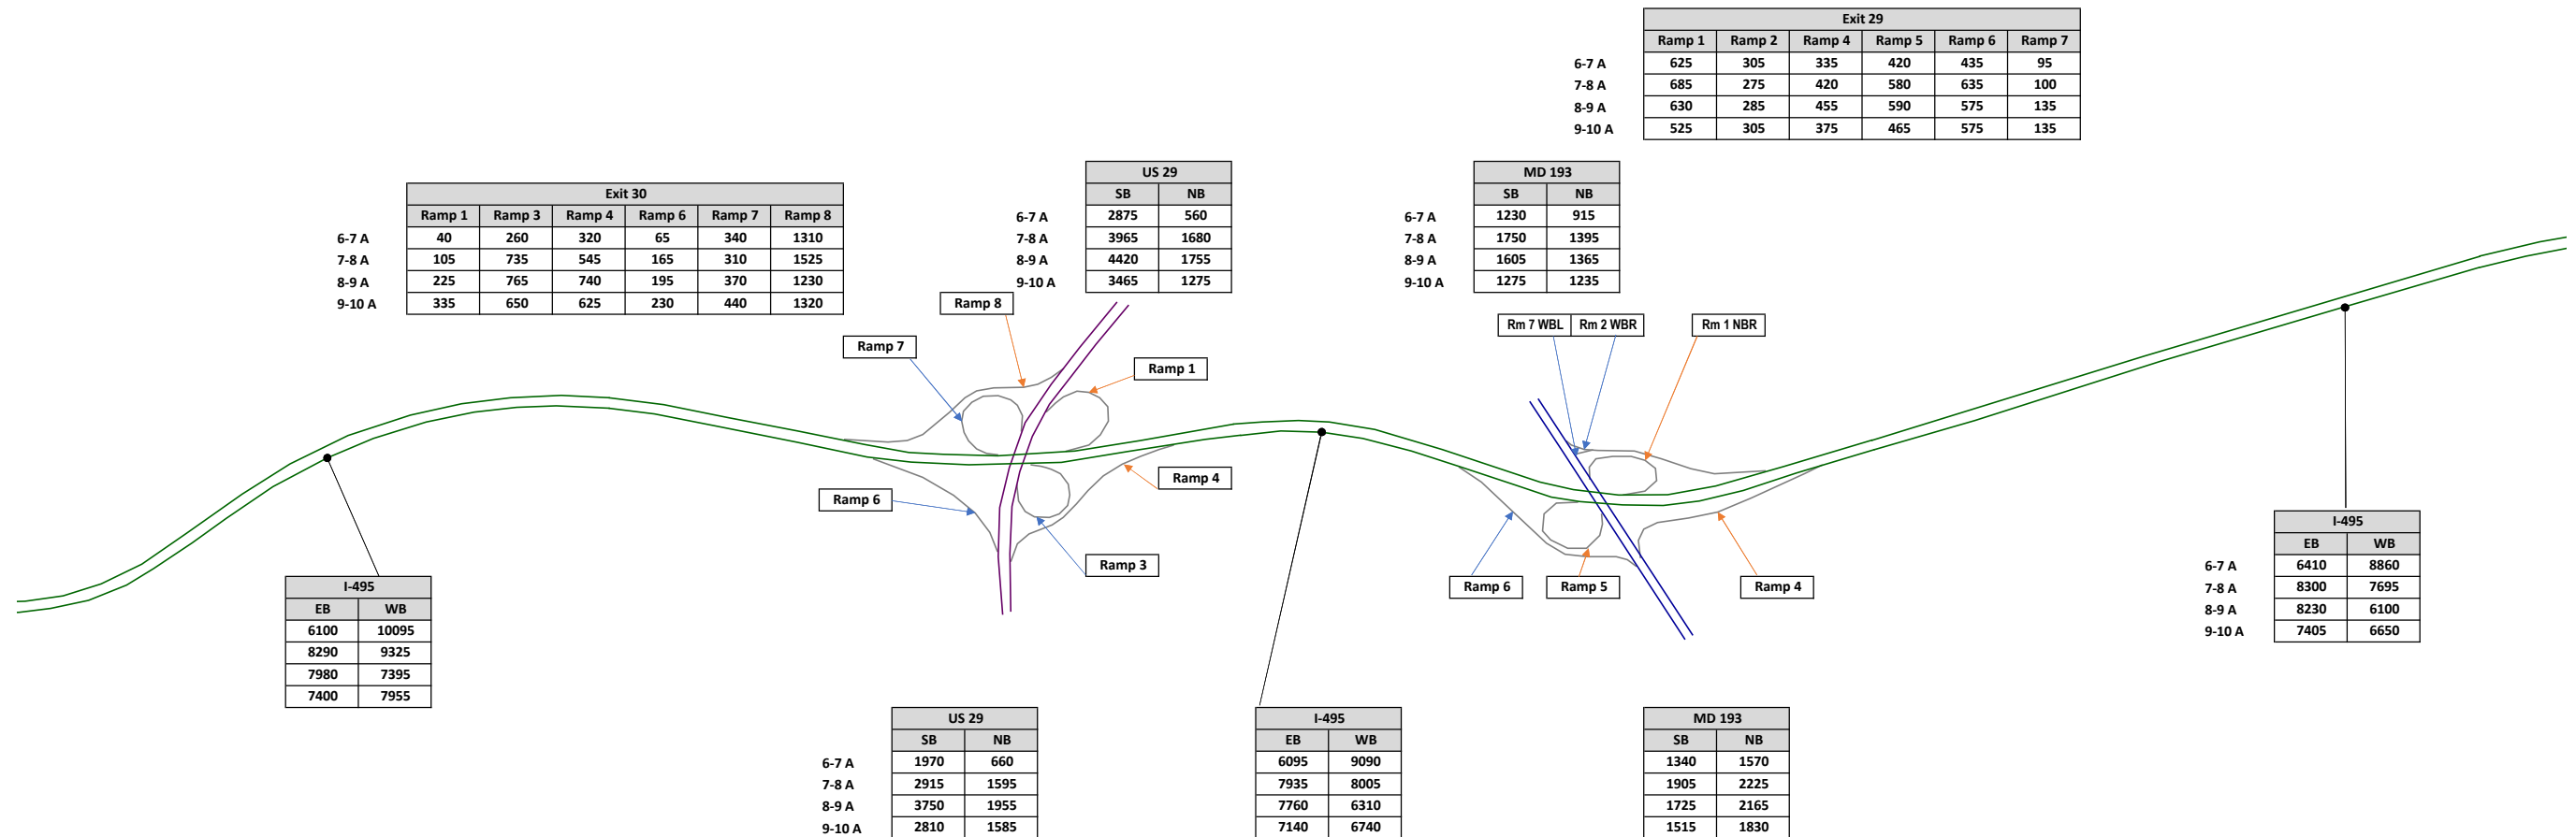 Exit 29
Ramp 1 Ramp 2 Ramp 4 Ramp 5 Ramp 6 Ramp 7
6-7 A 625 305 335 420 435 95
7-8 A 685 275 420 580 635 100
8-9 A 630 285 455 590 575 135
9-10 A 525 305 375 465 575 135
Exit 30
Ramp 1 Ramp 3 Ramp 4 Ramp 6 Ramp 7 Ramp 8
6-7 A 40 260 320 65 340 1310
7-8 A 105 735 545 165 310 1525
8-9 A 225 765 740 195 370 1230
9-10 A 335 650 625 230 440 1320
US 29
SB NB
6-7 A 2875 560
7-8 A 3965 1680
8-9 A 4420 1755
9-10 A 3465 1275
MD 193
SB NB
6-7 A 1230 915
7-8 A 1750 1395
8-9 A 1605 1365
9-10 A 1275 1235
Ramp 8
Ramp 7
Ramp 1
Rm 7 WBL Rm 2 WBR
Rm 1 NBR
Ramp 6
Ramp 4
Ramp 3
Ramp 6
Ramp 5
Ramp 4
I-495
EB WB
6100 10095
8290 9325
7980 7395
7400 7955
I-495
EB WB
6-7 A 6410 8860
7-8 A 8300 7695
8-9 A 8230 6100
9-10 A 7405 6650
US 29
SB NB
6-7 A 1970 660
7-8 A 2915 1595
8-9 A 3750 1955
9-10 A 2810 1585
I-495
EB WB
6095 9090
7935 8005
7760 6310
7140 6740
MD 193
SB NB
1340 1570
1905 2225
1725 2165
1515 1830